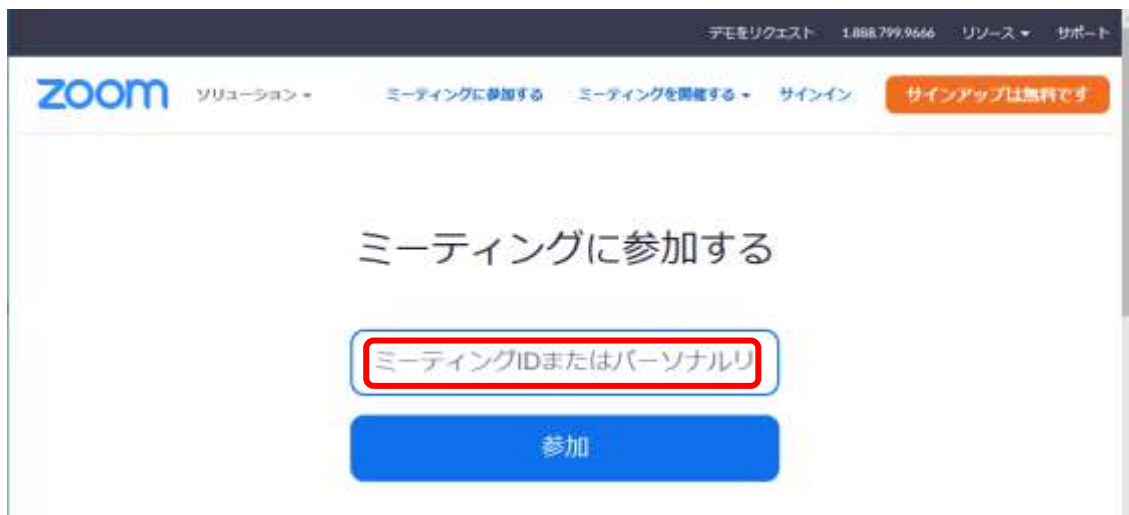 デモをリクエスト 1.888.799.9666 リソース サポート
zoom ソリューション ミーティングに参加する ミーティングを開催する サインイン サインアップは無料です
ミーティングに参加する
ミーティングIDまたはパーソナルリ
参加